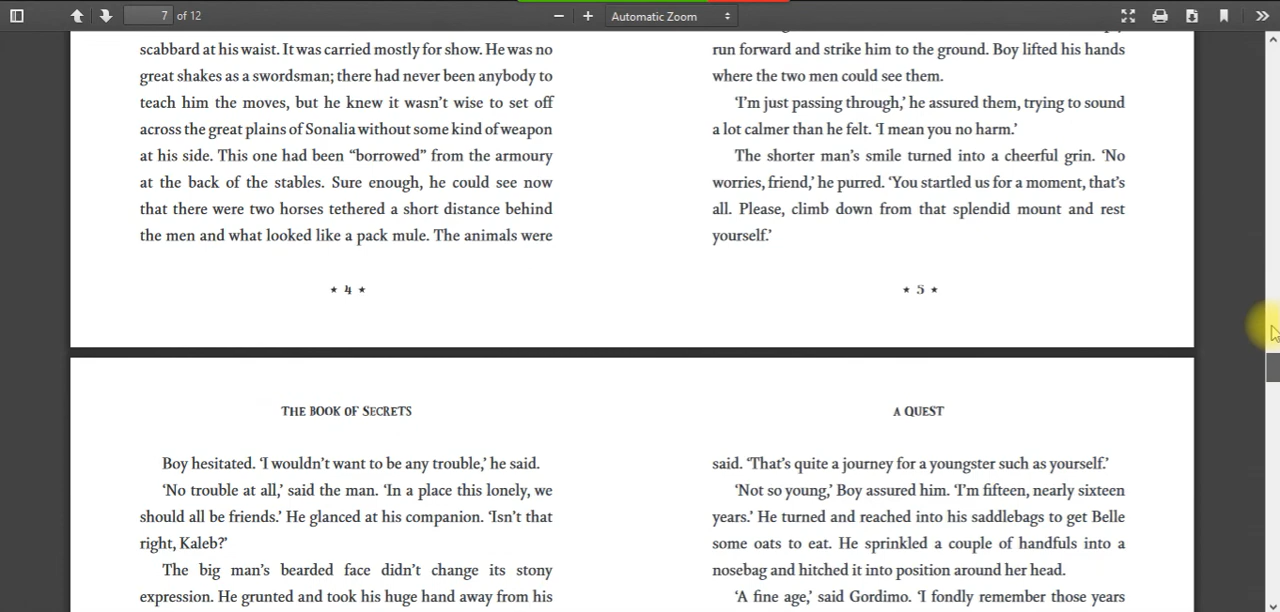 7 of 12
Automatic Zoom
scabbard at his waist. It was carried mostly for show. He was no
great shakes as a swordsman; there had never been anybody to
teach him the moves, but he knew it wasn’t wise to set off
across the great plains of Sonalia without some kind of weapon
at his side. This one had been “borrowed” from the armoury
at the back of the stables. Sure enough, he could see now
that there were two horses tethered a short distance behind
the men and what looked like a pack mule. The animals were
★ 4 ★
run forward and strike him to the ground. Boy lifted his hands
where the two men could see them.
‘I’m just passing through,’ he assured them, trying to sound
a lot calmer than he felt. ‘I mean you no harm.’
The shorter man’s smile turned into a cheerful grin. ‘No
worries, friend,’ he purred. ‘You startled us for a moment, that’s
all. Please, climb down from that splendid mount and rest
yourself.’
★ 5 ★
THE BOOK OF SECRETS
Boy hesitated. ‘I wouldn’t want to be any trouble,’ he said.
‘No trouble at all,’ said the man. ‘In a place this lonely, we
should all be friends.’ He glanced at his companion. ‘Isn’t that
right, Kaleb?’
The big man’s bearded face didn’t change its stony
expression. He grunted and took his huge hand away from his
A QUEST
said. ‘That’s quite a journey for a youngster such as yourself.’
‘Not so young,’ Boy assured him. ‘I’m fifteen, nearly sixteen
years.’ He turned and reached into his saddlebags to get Belle
some oats to eat. He sprinkled a couple of handfuls into a
nosebag and hitched it into position around her head.
‘A fine age,’ said Gordimo. ‘I fondly remember those years